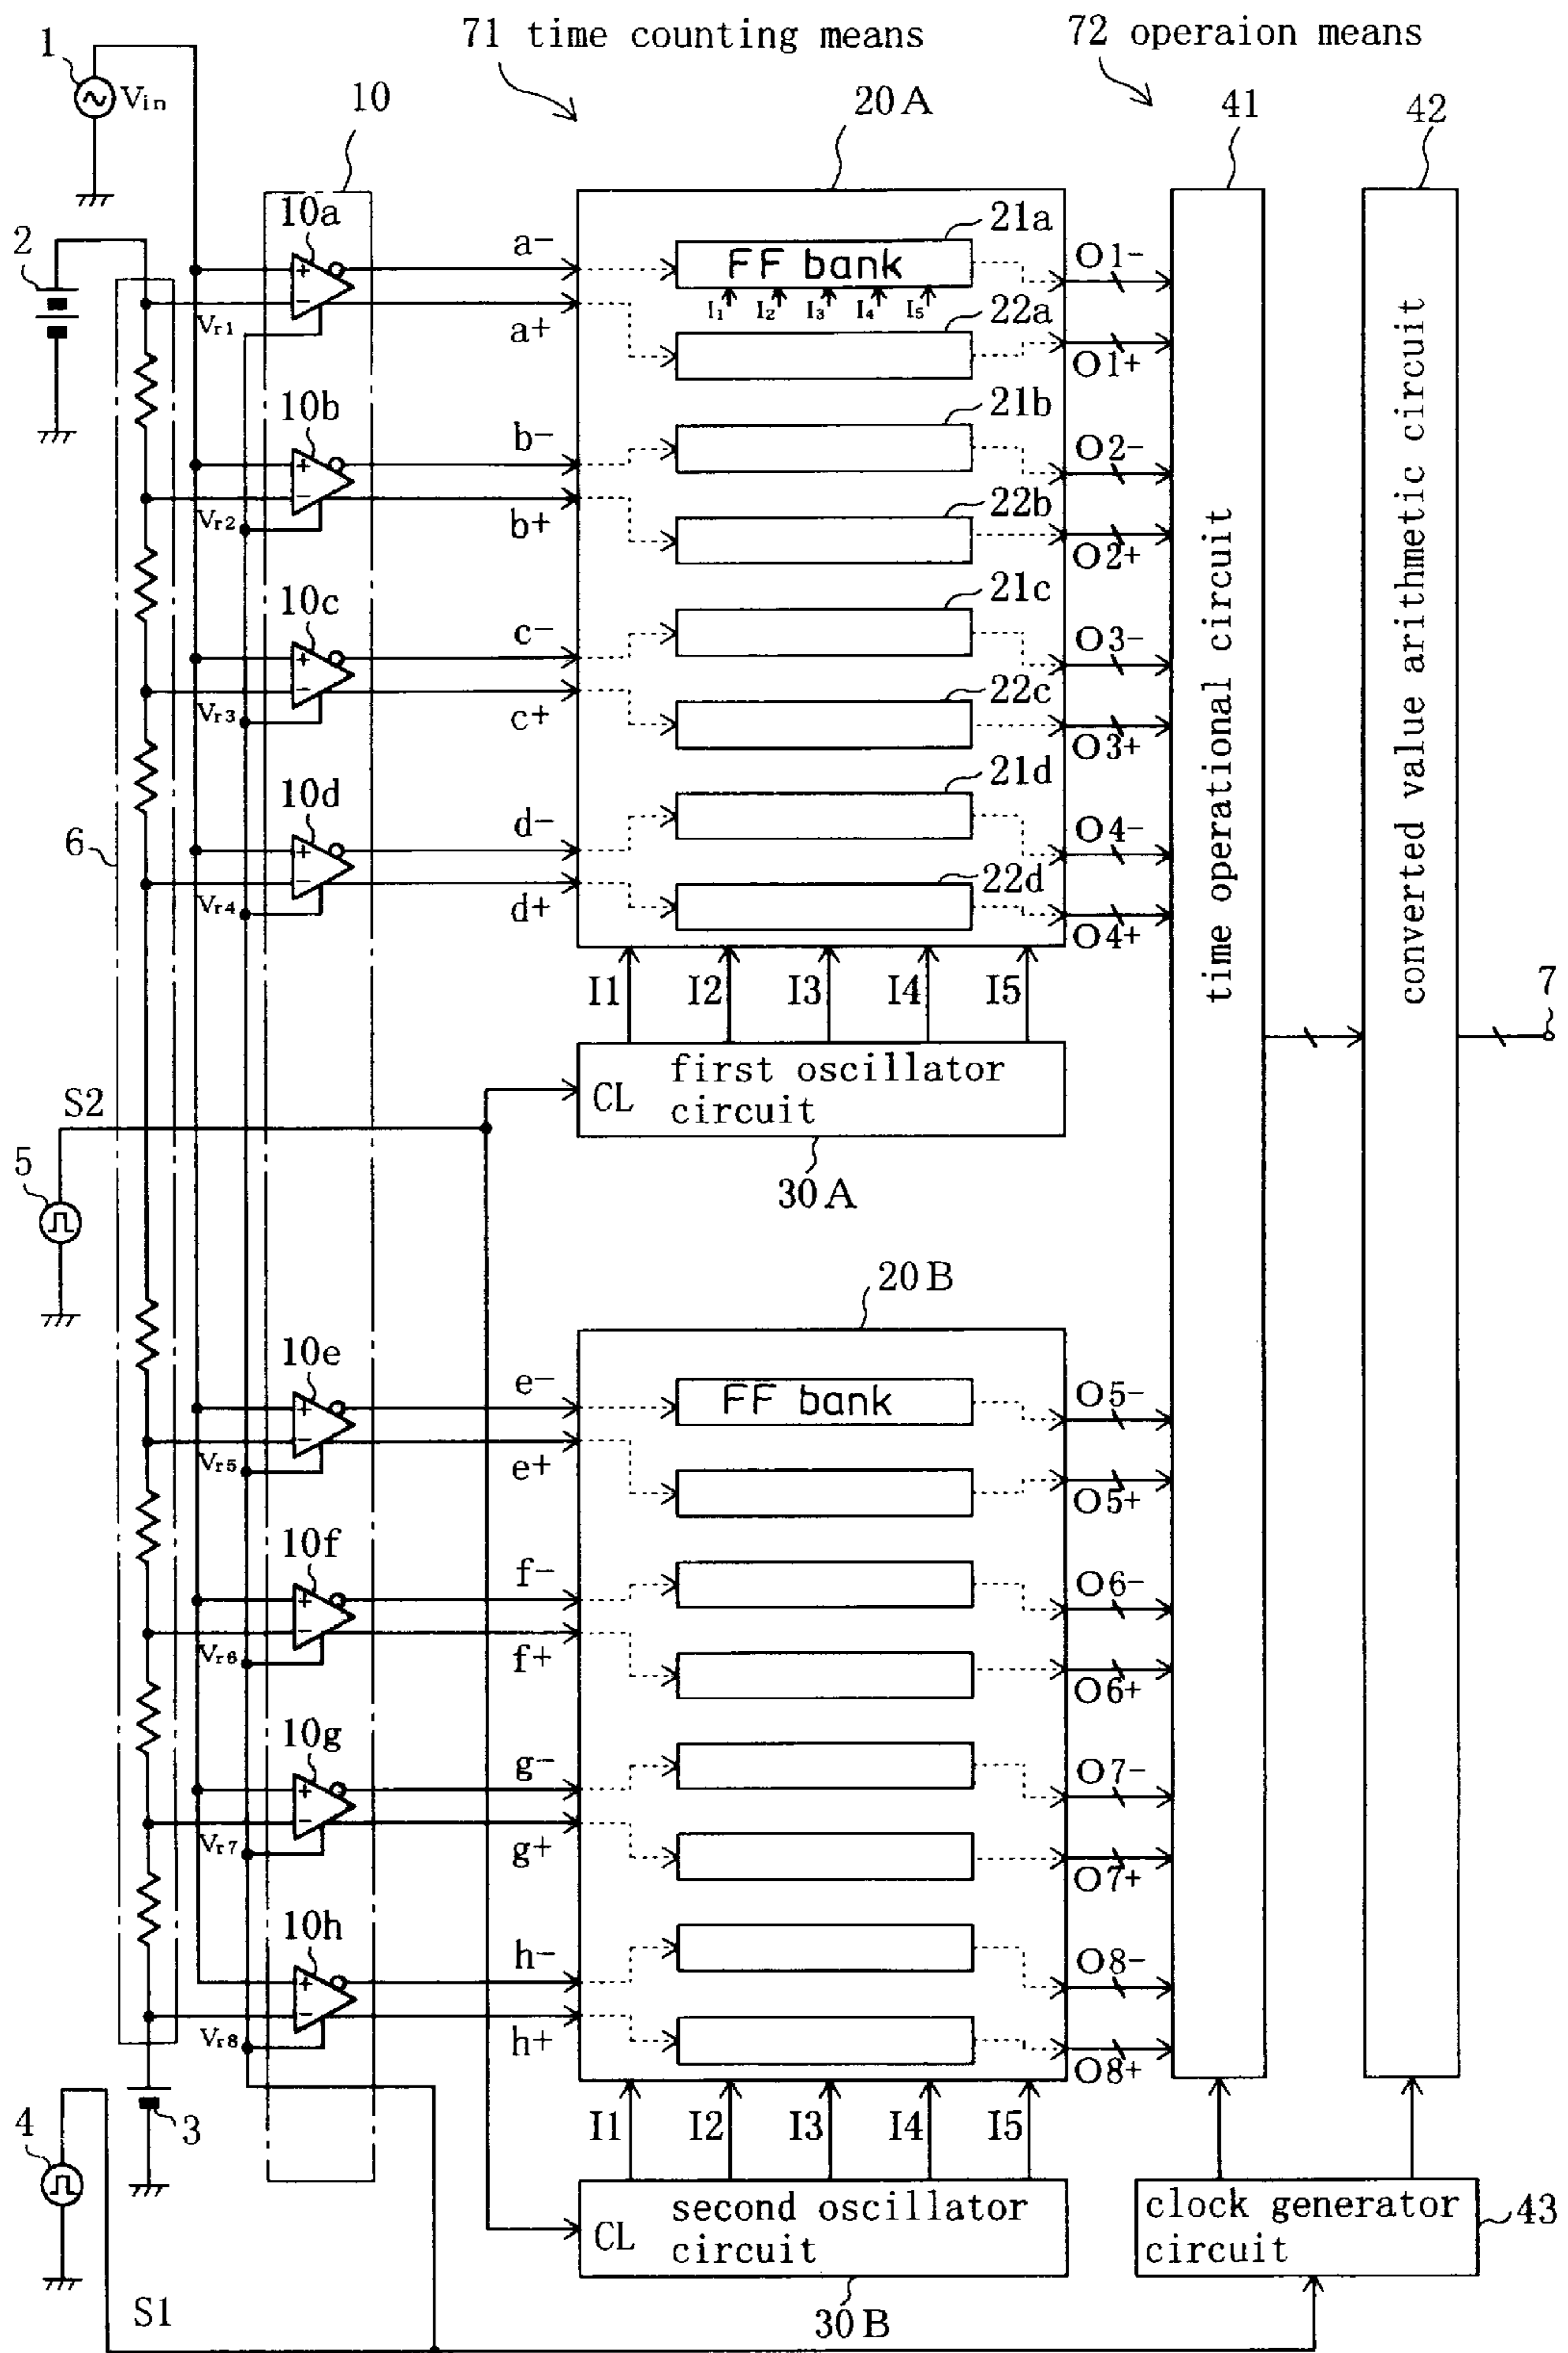 71 time counting means
72 operaion means
1
Vin
10
20A
41
42
2
10a
a-
21a
FF bank
O1-
I1 I2 I3 I4 I5
Vr1
a+
22a
O1+
10b
b-
21b
O2-
Vr2
b+
22b
O2+
10c
c-
21c
O3-
Vr3
c+
22c
O3+
10d
d-
21d
O4-
6
Vr4
d+
22d
O4+
time operational circuit
converted value arithmetic circuit
7
I1 I2 I3 I4 I5
S2
CL first oscillator
circuit
5
30A
20B
10e
e-
FF bank
O5-
Vr5
e+
O5+
10f
f-
O6-
Vr6
f+
O6+
10g
g-
O7-
Vr7
g+
O7+
10h
h-
O8-
Vr8
h+
O8+
4
3
I1 I2 I3 I4 I5
CL second oscillator
circuit
clock generator
circuit
43
S1
30B